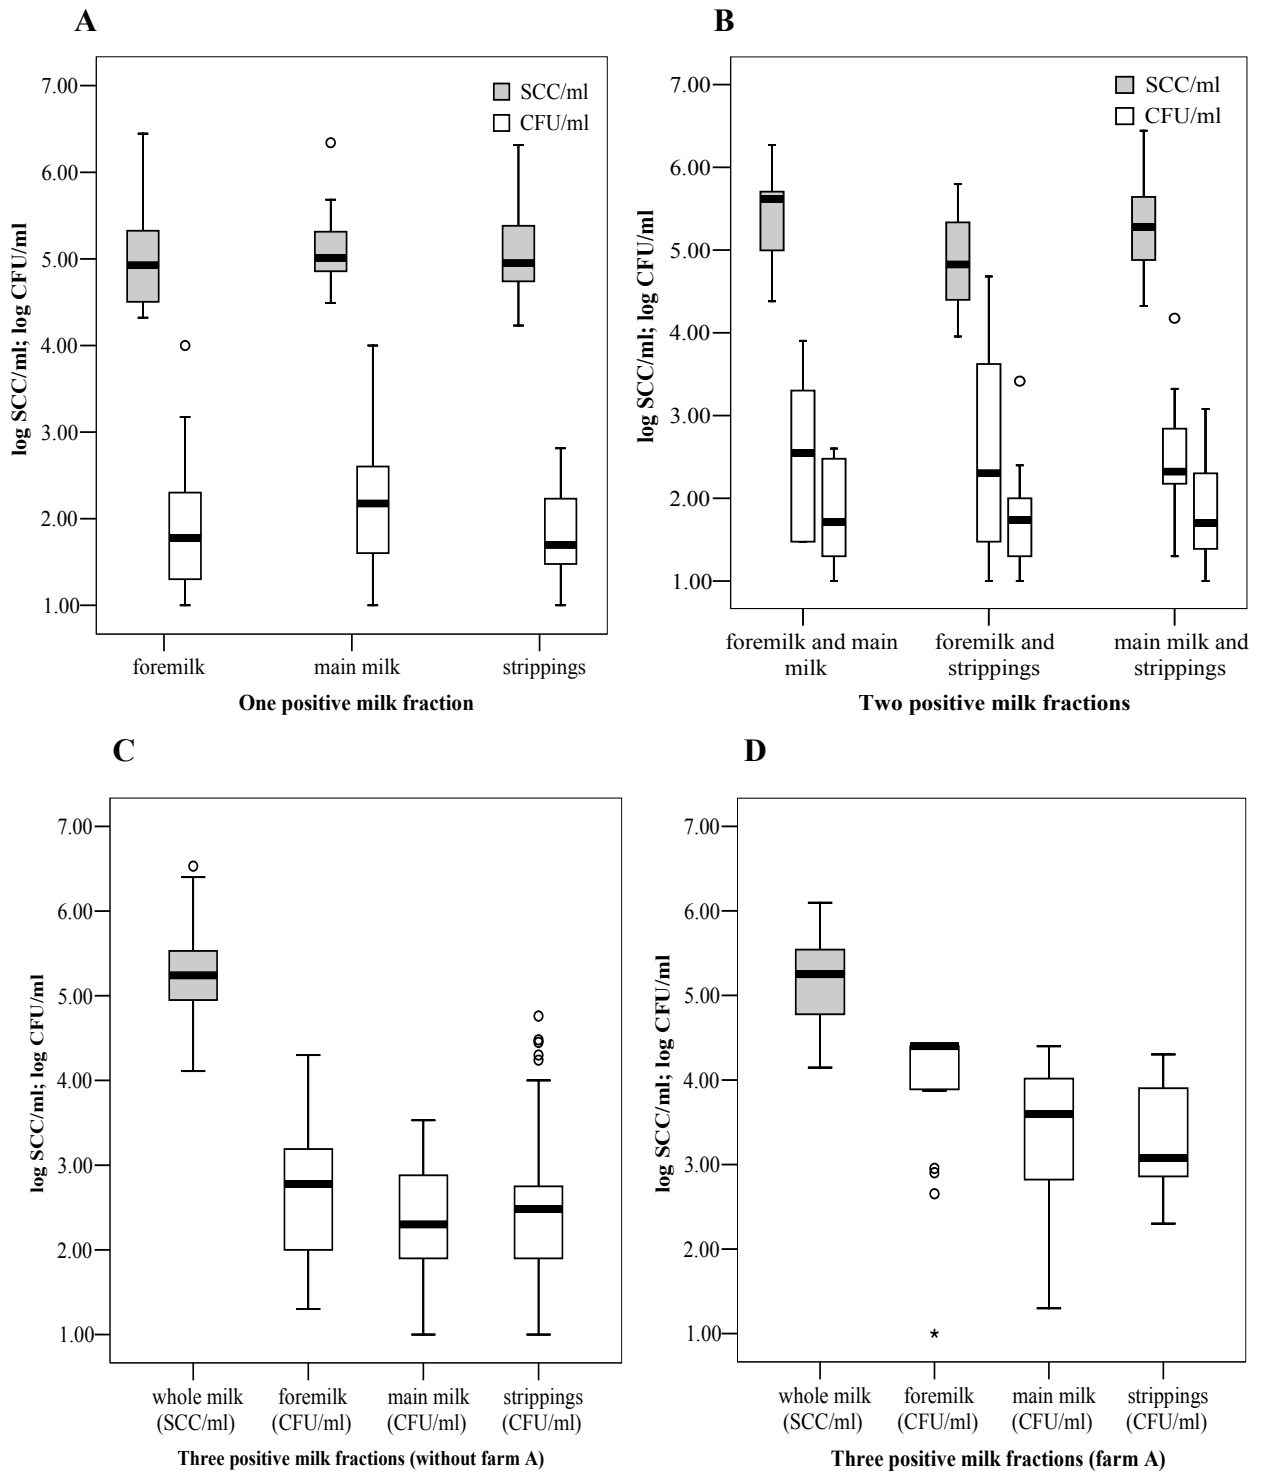 A
log SCC/ml; log CFU/ml
7.00
6.00
5.00
4.00
3.00
2.00
1.00
SCC/ml
CFU/ml
foremilk
main milk
strippings
One positive milk fraction
B
log SCC/ml; log CFU/ml
7.00
6.00
5.00
4.00
3.00
2.00
1.00
SCC/ml
CFU/ml
foremilk and main
milk
foremilk and
strippings
main milk and
strippings
Two positive milk fractions
C
log SCC/ml; log CFU/ml
7.00
6.00
5.00
4.00
3.00
2.00
1.00
whole milk
(SCC/ml)
foremilk
(CFU/ml)
main milk
(CFU/ml)
strippings
(CFU/ml)
Three positive milk fractions (without farm A)
D
log SCC/ml; log CFU/ml
7.00
6.00
5.00
4.00
3.00
2.00
1.00
whole milk
(SCC/ml)
foremilk
(CFU/ml)
main milk
(CFU/ml)
strippings
(CFU/ml)
Three positive milk fractions (farm A)